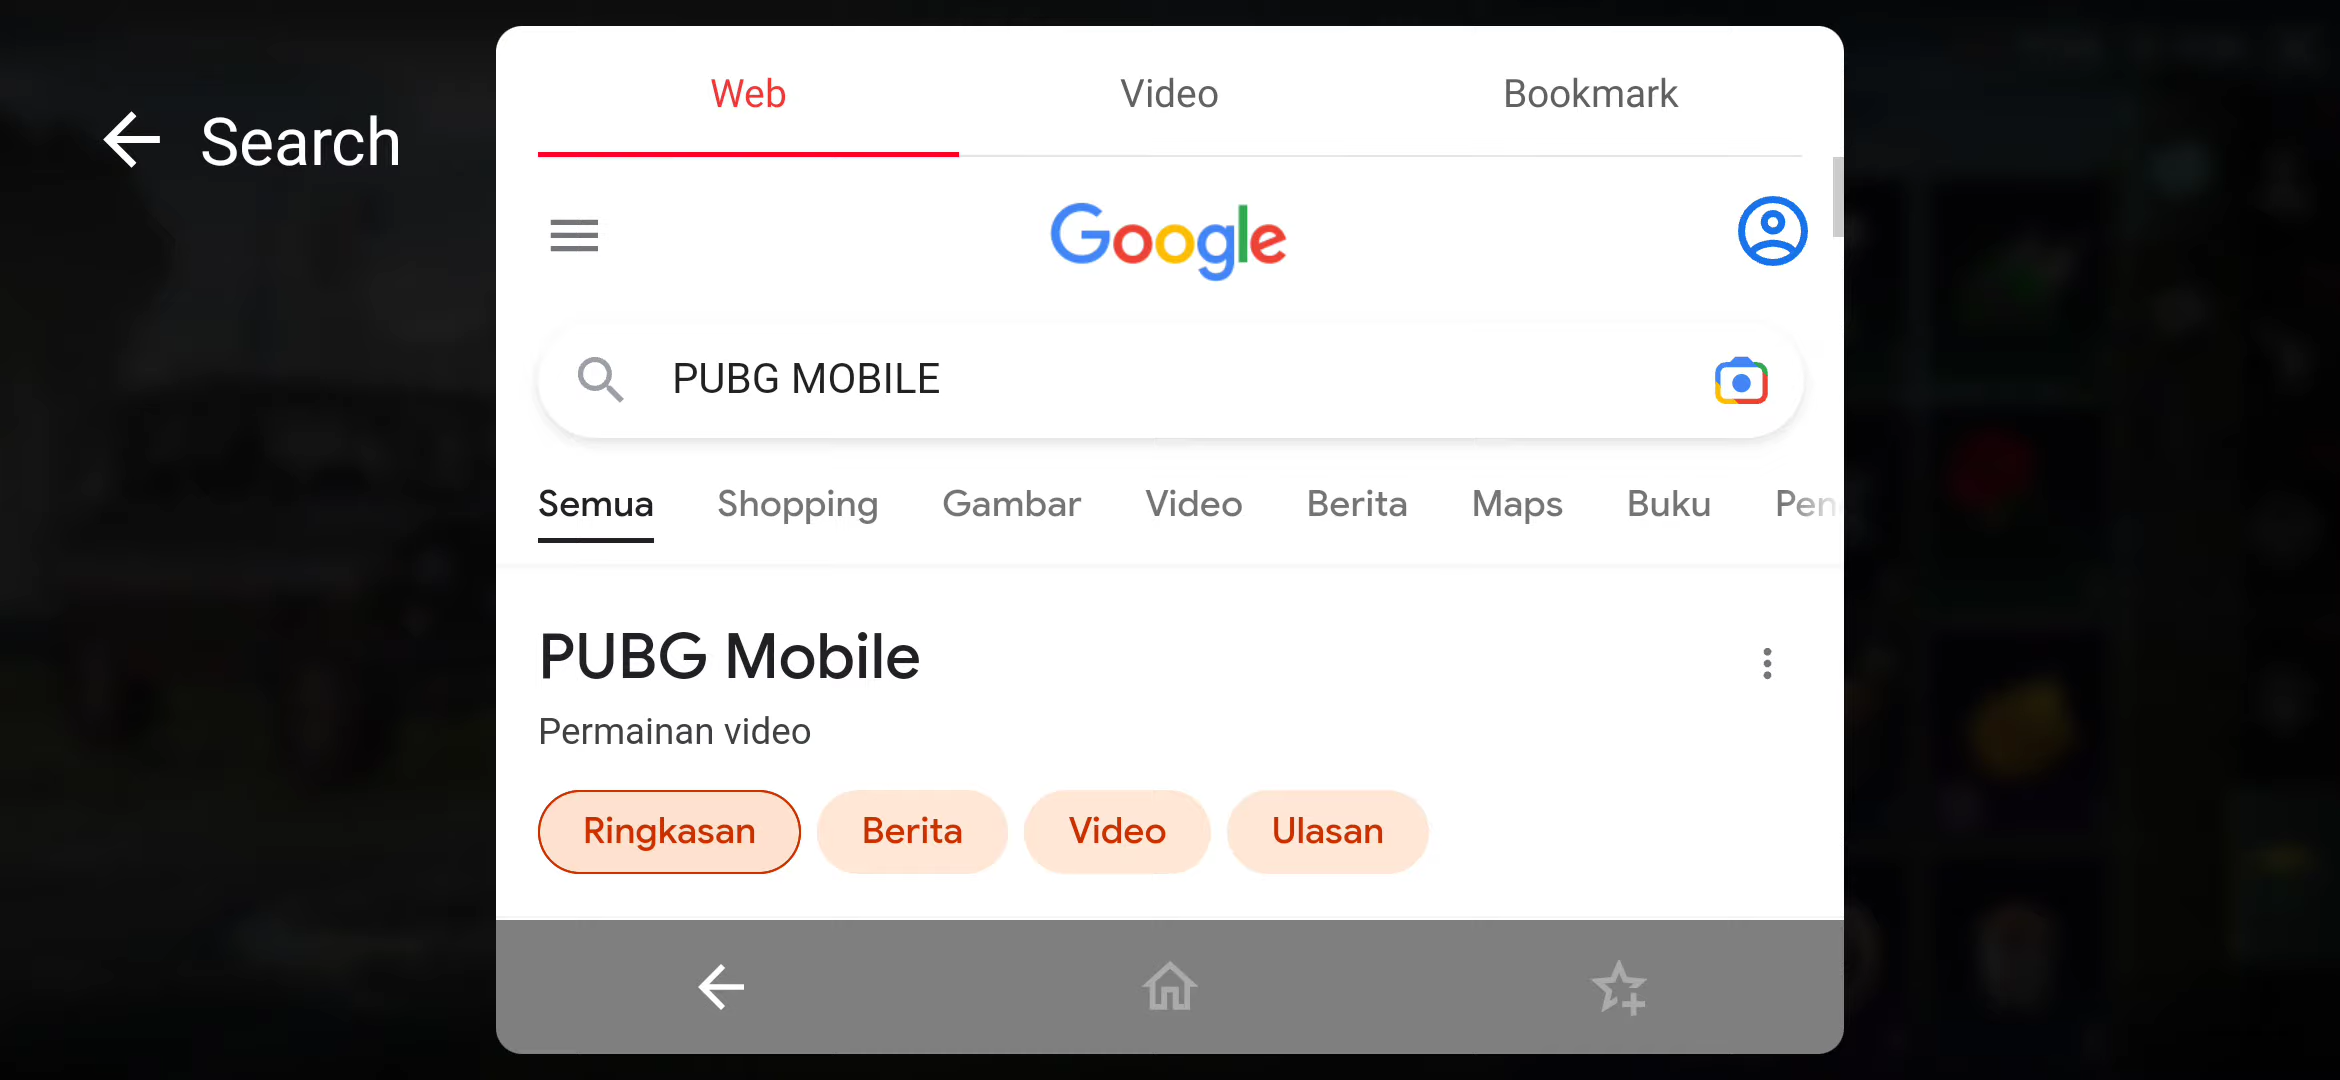 Search
Web Video Bookmark
Google
PUBG MOBILE
Semua Shopping Gambar Video Berita Maps Buku Pen
PUBG Mobile
Permainan video
Ringkasan Berita Video Ulasan